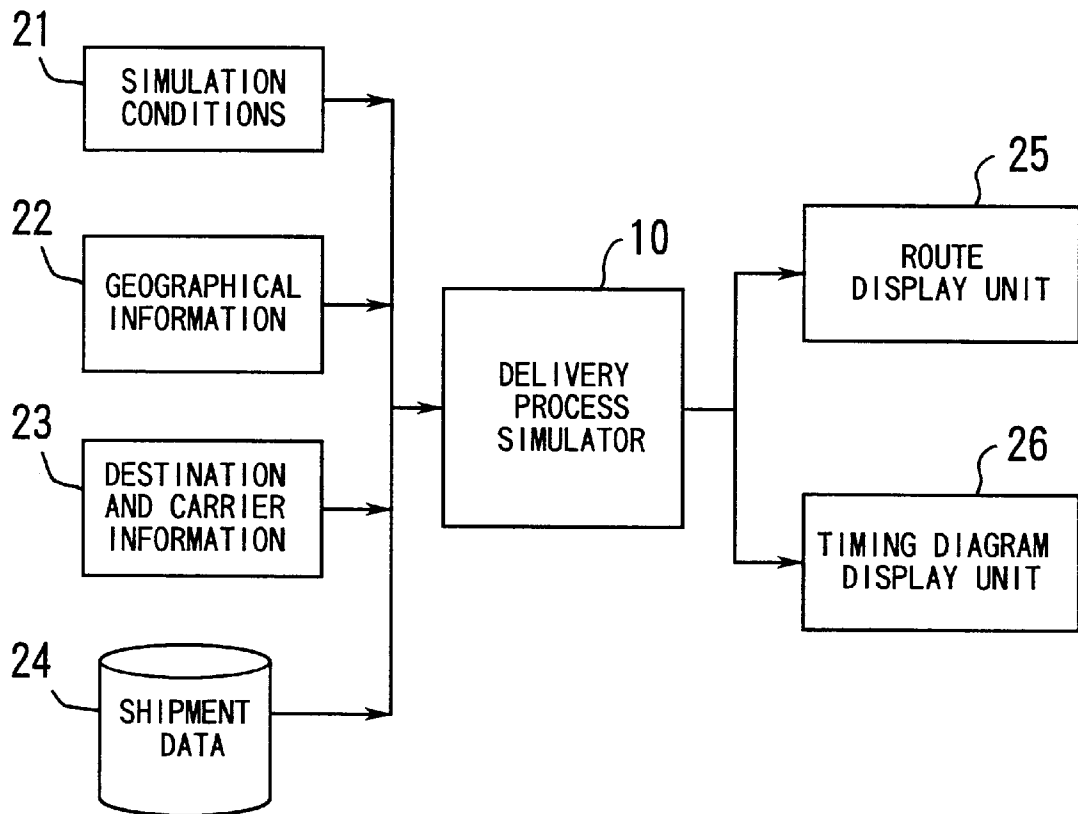 21
SIMULATION
CONDITIONS
22
GEOGRAPHICAL
INFORMATION
23
DESTINATION
AND CARRIER
INFORMATION
24
SHIPMENT
DATA
10
DELIVERY
PROCESS
SIMULATOR
25
ROUTE
DISPLAY UNIT
26
TIMING DIAGRAM
DISPLAY UNIT